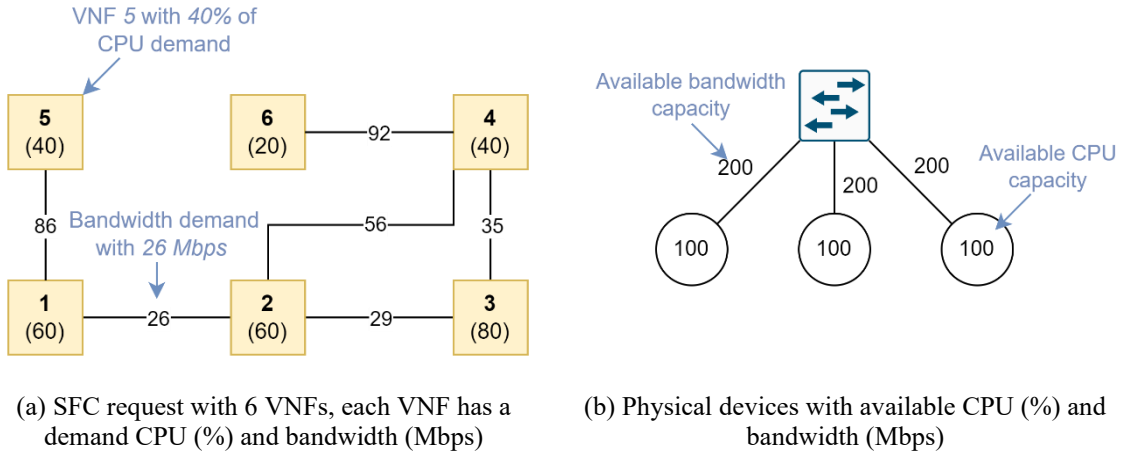 VNF 5 with 40% of
CPU demand
5
(40)
6
(20)
92
4
(40)
86
Bandwidth demand
with 26 Mbps
56
35
1
(60)
26
2
(60)
29
3
(80)
(a) SFC request with 6 VNFs, each VNF has a
demand CPU (%) and bandwidth (Mbps)
Available bandwidth
capacity
200
200
200
Available CPU
capacity
100
100
100
(b) Physical devices with available CPU (%) and
bandwidth (Mbps)